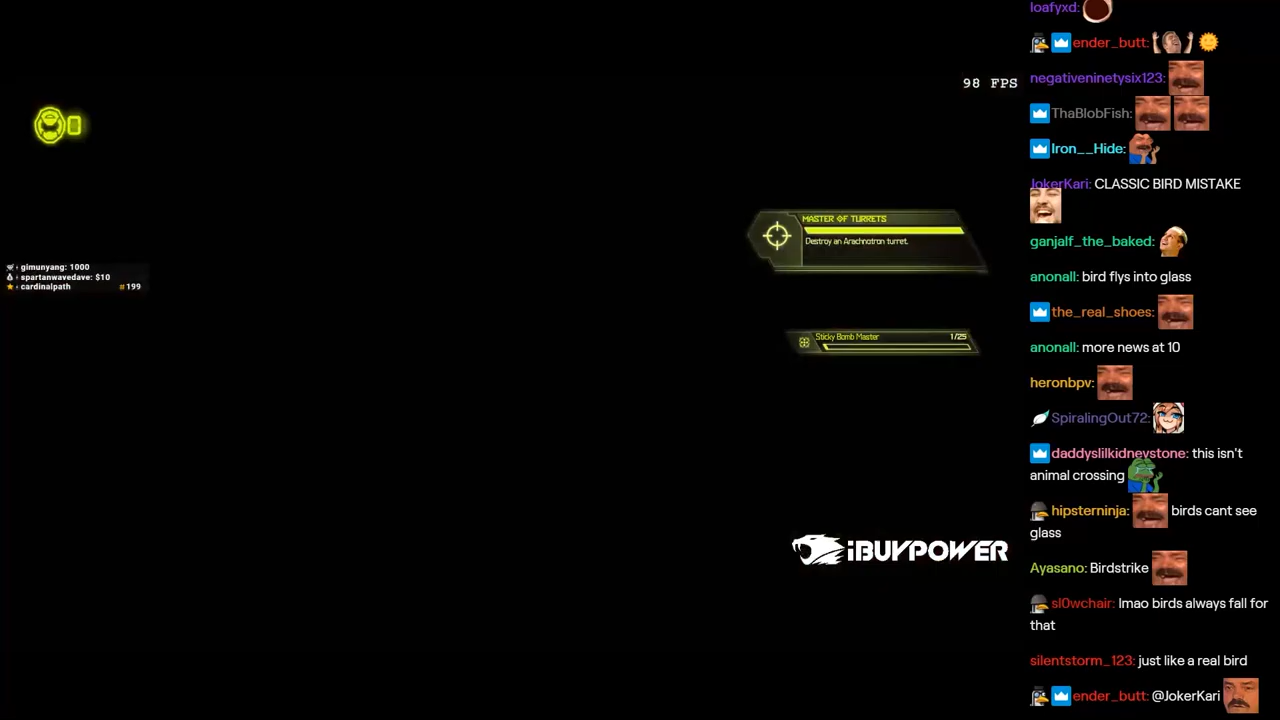 98 FPS
MASTER OF TURRETS
Destroy an Arachnotron turret.
gimunyang: 1000
spartanwavedave: $10
cardinalpath #199
Sticky Bomb Master 1/25
iBUYPOWER
loafyxd:
ender_butt:
negativeninetysix123:
ThaBlobFish:
Iron__Hide:
JokerKari: CLASSIC BIRD MISTAKE
ganjalf_the_baked:
anonall: bird flys into glass
the_real_shoes:
anonall: more news at 10
heronbpv:
SpiralingOut72:
daddyslilkidneystone: this isn't
animal crossing
hipsterninja: birds cant see
glass
Ayasano: Birdstrike
sl0wchair: lmao birds always fall for
that
silentstorm_123: just like a real bird
ender_butt: @JokerKari